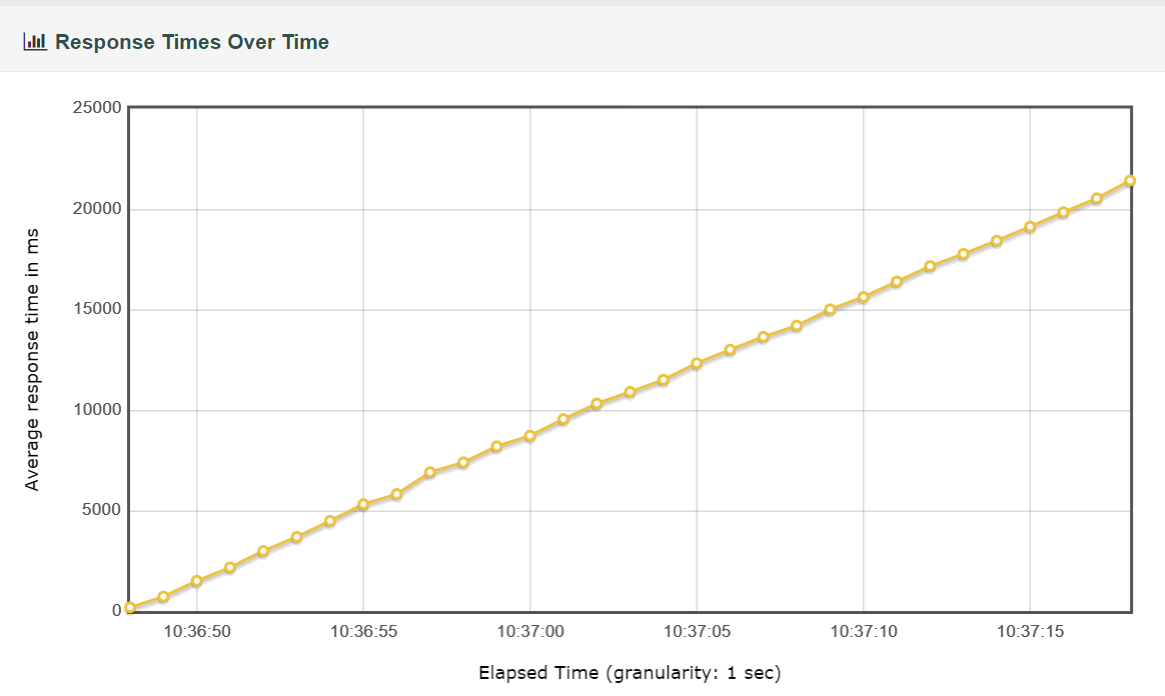 Response Times Over Time
25000
20000
15000
10000
5000
0
Average response time in ms
10:36:50 10:36:55 10:37:00 10:37:05 10:37:10 10:37:15
Elapsed Time (granularity: 1 sec)